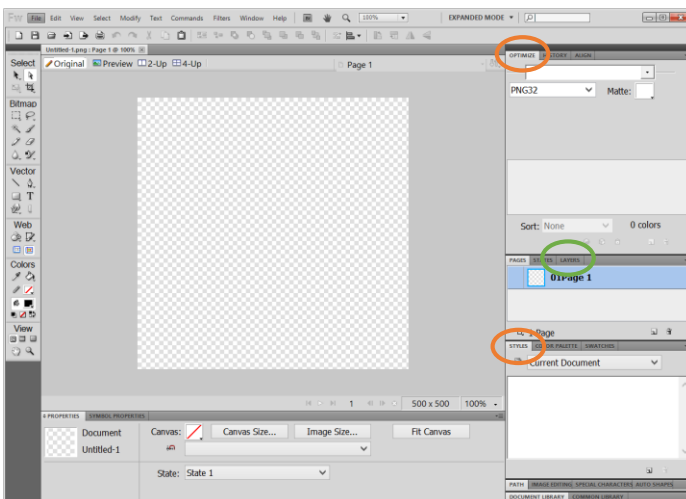 Fw File Edit View Select Modify Text Commands Filters Window Help 100% EXPANDED MODE
Untitled-1.png : Page 1 @ 100%
Original Preview 2-Up 4-Up Page 1
Select
Bitmap
Vector
T
Web
Colors
View
OPTIMIZE HISTORY ALIGN
PNG32 Matte:
Sort: None 0 colors
PAGES STATES LAYERS
01 Page 1
1 Page
STYLES COLOR PALETTE SWATCHES
Current Document
1 500 x 500 100%
PROPERTIES SYMBOL PROPERTIES
Document Canvas: Canvas Size... Image Size... Fit Canvas
Untitled-1
State: State 1
PATH IMAGE EDITING SPECIAL CHARACTERS AUTO SHAPES
DOCUMENT LIBRARY COMMON LIBRARY